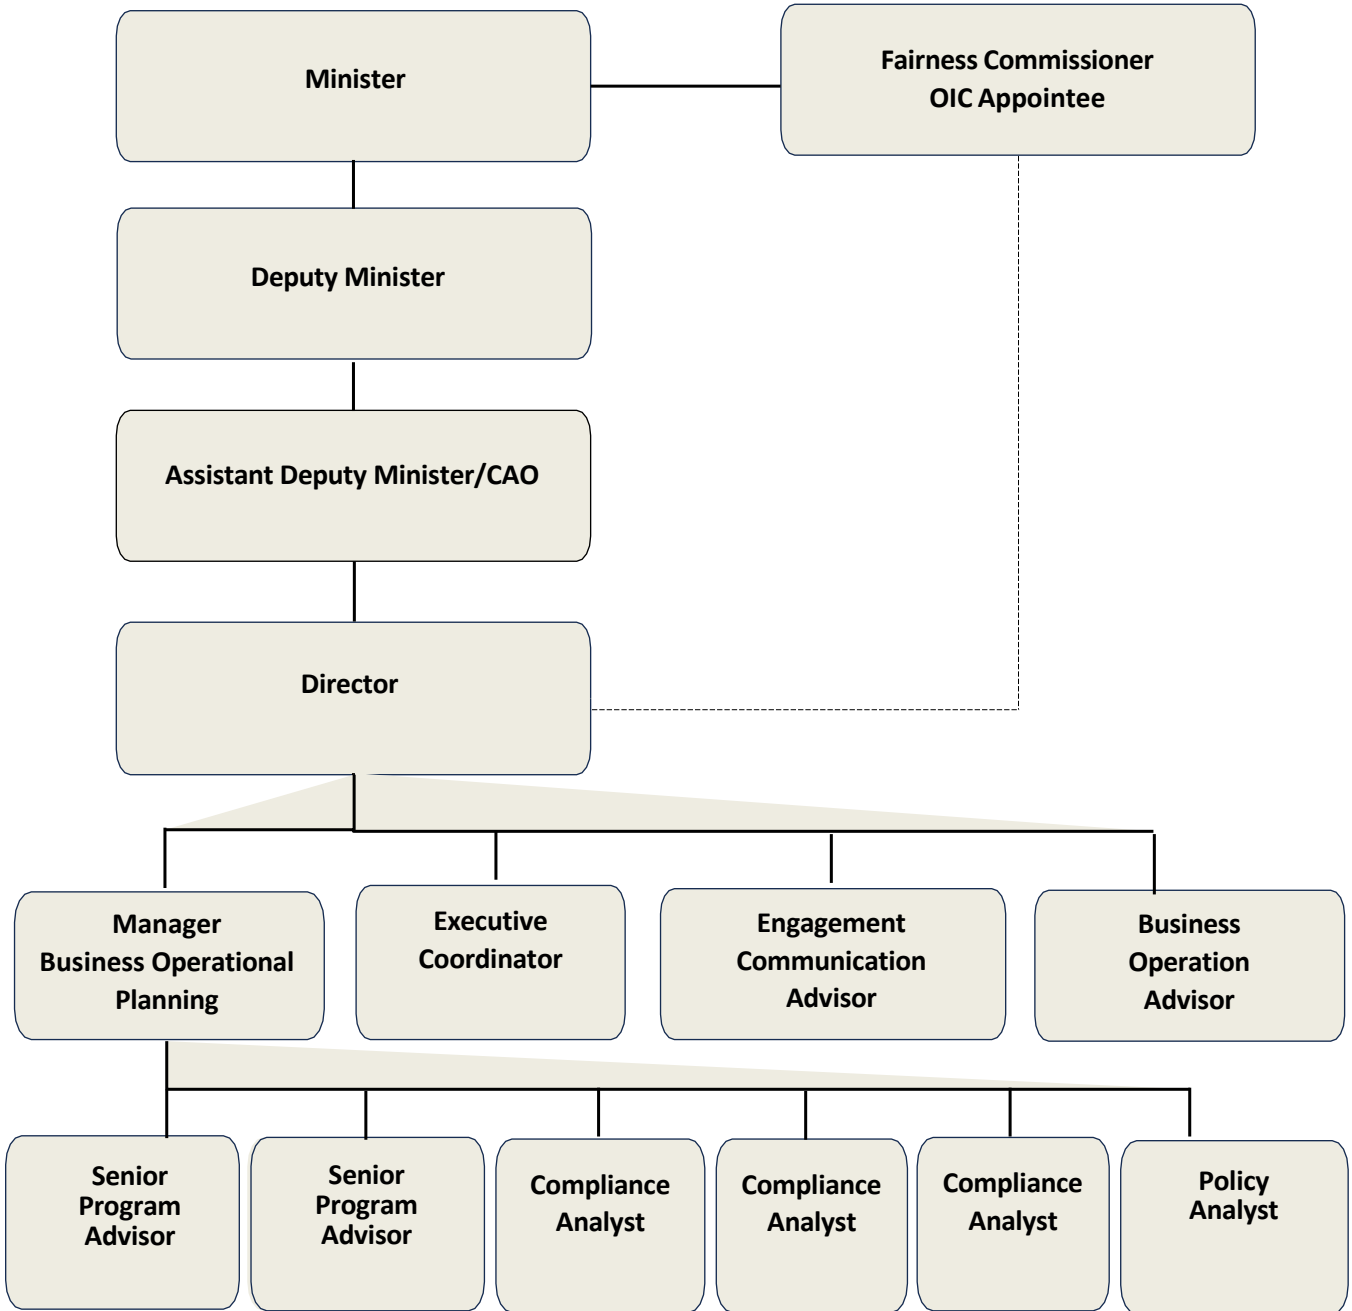 Minister
Fairness Commissioner
OIC Appointee
Deputy Minister
Assistant Deputy Minister/CAO
Director
Manager
Business Operational
Planning
Executive
Coordinator
Engagement
Communication
Advisor
Business
Operation
Advisor
Senior
Program
Advisor
Senior
Program
Advisor
Compliance
Analyst
Compliance
Analyst
Compliance
Analyst
Policy
Analyst